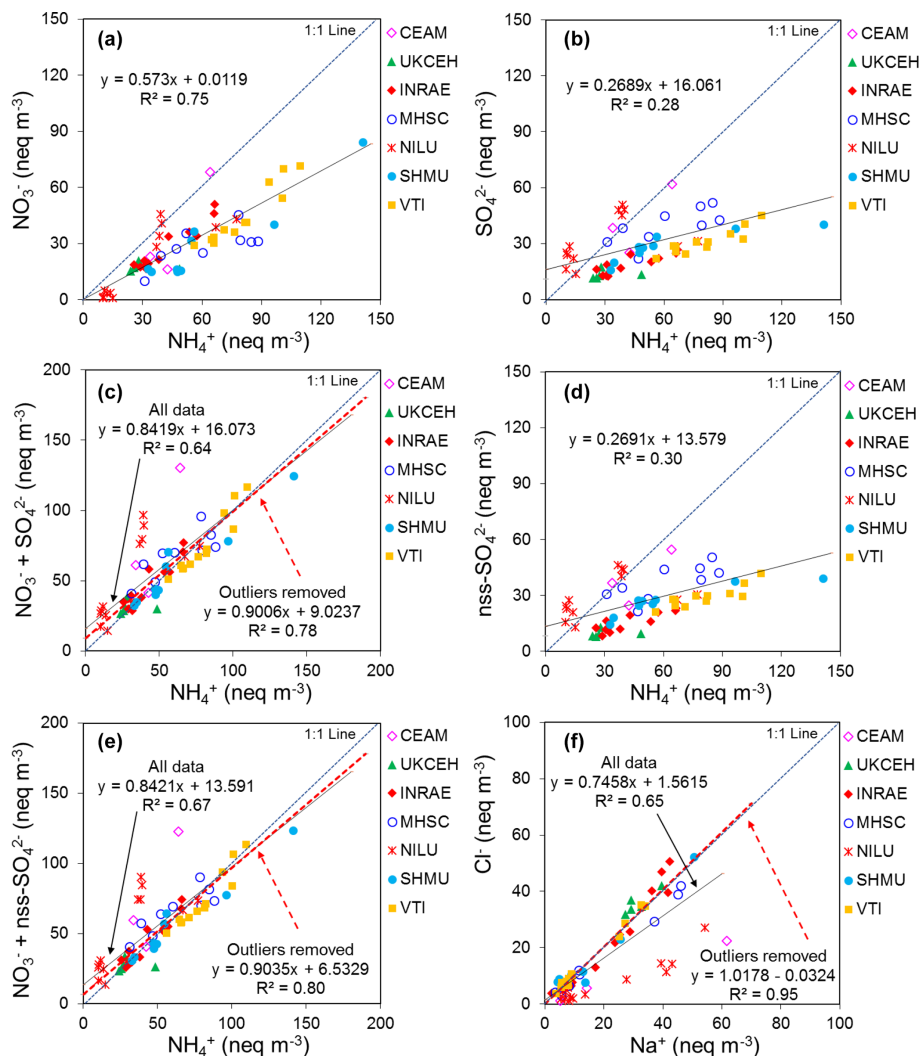 (a)
1:1 Line
y = 0.573x + 0.0119
R² = 0.75
NO₃⁻ (neq m⁻³)
150
120
90
60
30
0
0 30 60 90 120 150
NH₄⁺ (neq m⁻³)
CEAM
UKCEH
INRAE
MHSC
NILU
SHMU
VTI
(b)
1:1 Line
y = 0.2689x + 16.061
R² = 0.28
SO₄²⁻ (neq m⁻³)
150
120
90
60
30
0
0 30 60 90 120 150
NH₄⁺ (neq m⁻³)
CEAM
UKCEH
INRAE
MHSC
NILU
SHMU
VTI
(c)
1:1 Line
All data
y = 0.8419x + 16.073
R² = 0.64
Outliers removed
y = 0.9006x + 9.0237
R² = 0.78
NO₃⁻ + SO₄²⁻ (neq m⁻³)
200
150
100
50
0
0 50 100 150 200
NH₄⁺ (neq m⁻³)
CEAM
UKCEH
INRAE
MHSC
NILU
SHMU
VTI
(d)
1:1 Line
y = 0.2691x + 13.579
R² = 0.30
nss-SO₄²⁻ (neq m⁻³)
150
120
90
60
30
0
0 30 60 90 120 150
NH₄⁺ (neq m⁻³)
CEAM
UKCEH
INRAE
MHSC
NILU
SHMU
VTI
(e)
1:1 Line
All data
y = 0.8421x + 13.591
R² = 0.67
Outliers removed
y = 0.9035x + 6.5329
R² = 0.80
NO₃⁻ + nss-SO₄²⁻ (neq m⁻³)
200
150
100
50
0
0 50 100 150 200
NH₄⁺ (neq m⁻³)
CEAM
UKCEH
INRAE
MHSC
NILU
SHMU
VTI
(f)
1:1 Line
All data
y = 0.7458x + 1.5615
R² = 0.65
Outliers removed
y = 1.0178 - 0.0324
R² = 0.95
Cl⁻ (neq m⁻³)
100
80
60
40
20
0
0 20 40 60 80 100
Na⁺ (neq m⁻³)
CEAM
UKCEH
INRAE
MHSC
NILU
SHMU
VTI